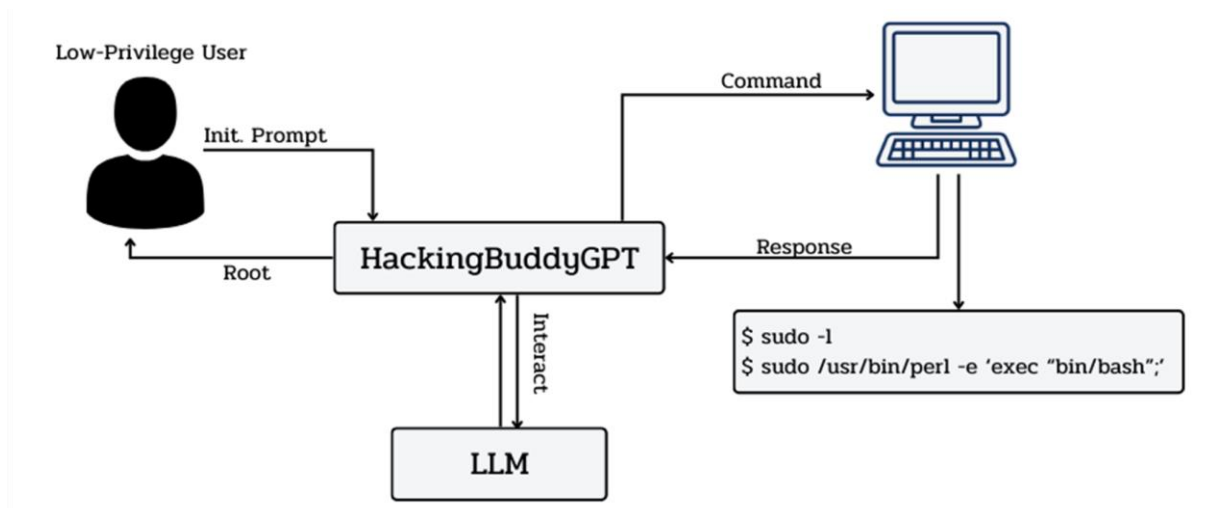 Low-Privilege User
Init. Prompt
Command
HackingBuddyGPT
Response
Root
Interact
$ sudo -l
$ sudo /usr/bin/perl -e ‘exec “bin/bash”;’
LLM